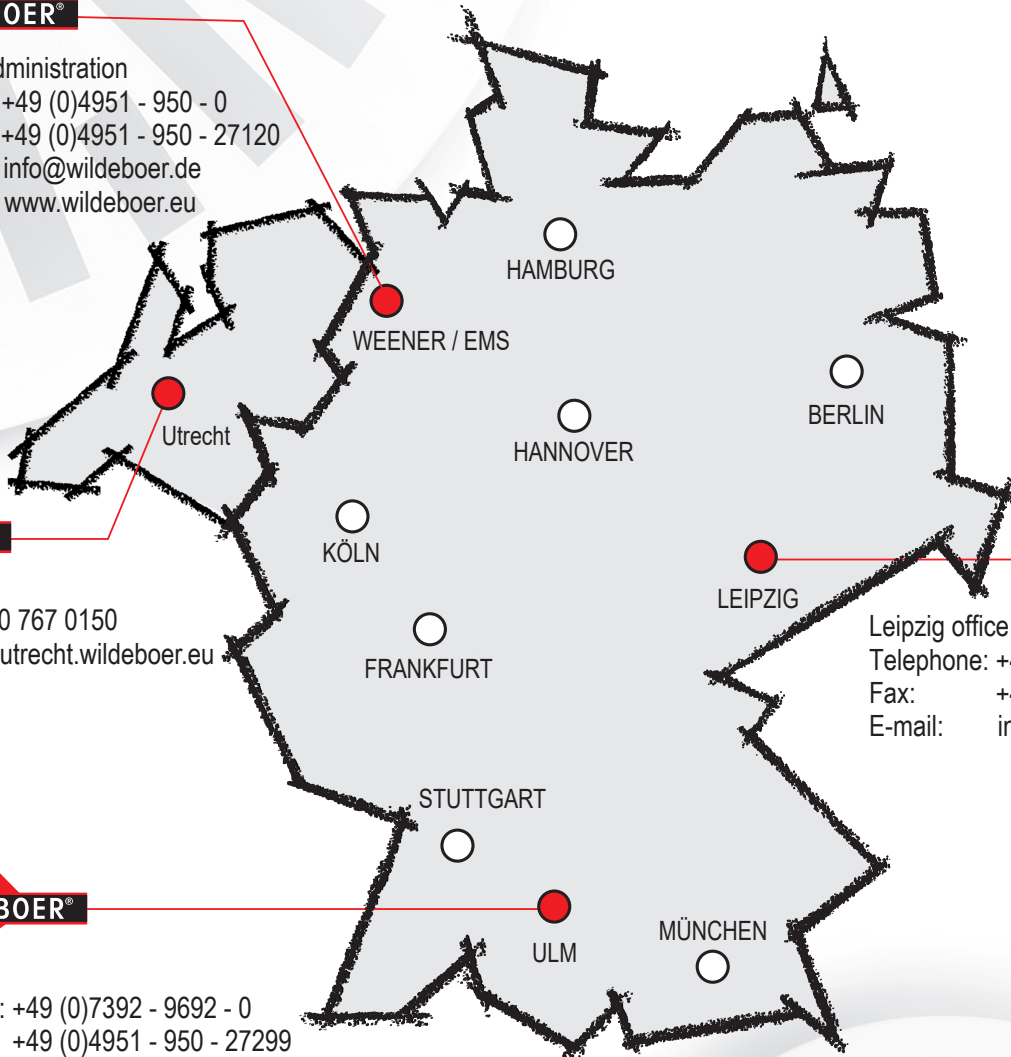 BOER®
+49 (0)4951 - 950 - 0
+49 (0)4951 - 950 - 27120
info@wildeboer.de
www.wildeboer.eu
HAMBURG
WEENER / EMS
BERLIN
Utrecht
HANNOVER
KÖLN
LEIPZIG
0 767 0150
utrecht.wildeboer.eu
FRANKFURT
Leipzig office
Telephone:
Fax:
E-mail:
STUTTGART
BOER®
ULM
MÜNCHEN
: +49 (0)7392 - 9692 - 0
+49 (0)4951 - 950 - 27299